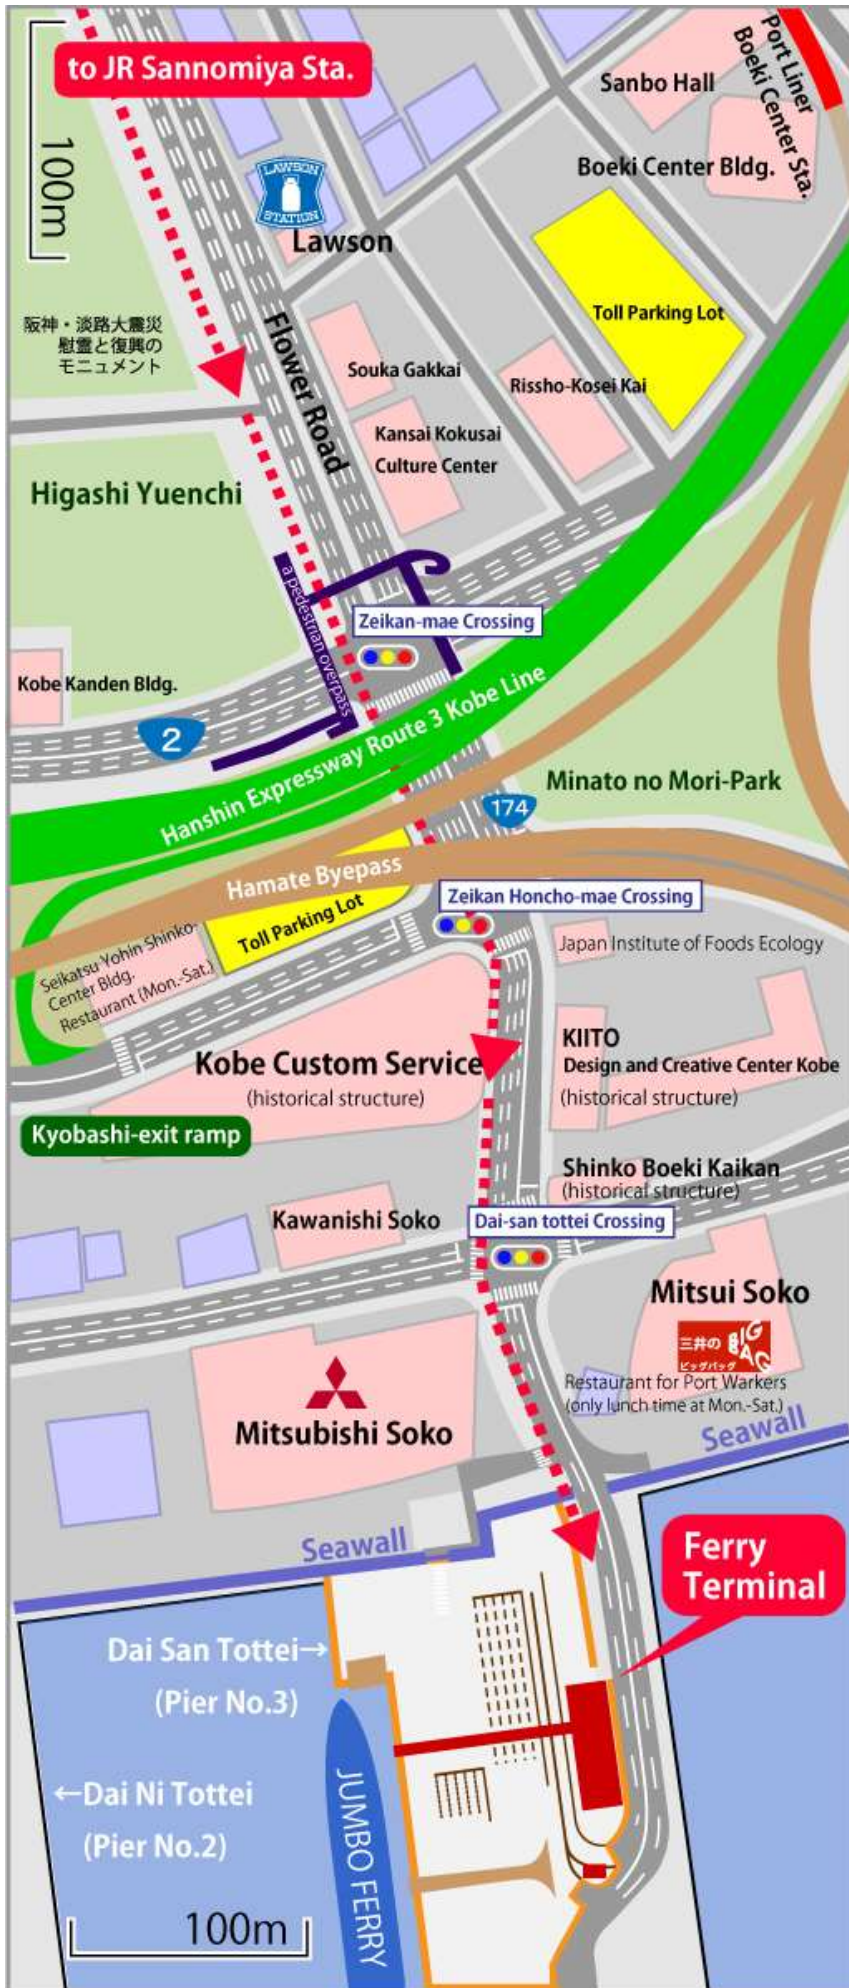 to JR Sannomiya Sta.
100m
Port Liner
Boeki Center Sta.
Sanbo Hall
Boeki Center Bldg.
LAWSON
STATION
Lawson
Toll Parking Lot
阪神・淡路大震災
慰霊と復興の
モニュメント
Flower Road
Souka Gakkai
Rissho-Kosei Kai
Kansai Kokusai
Culture Center
Higashi Yuenchi
a pedestrian overpass
Zeikan-mae Crossing
Kobe Kanden Bldg.
2
Hanshin Expressway Route 3 Kobe Line
Minato no Mori-Park
174
Hamate Byepass
Zeikan Honcho-mae Crossing
Toll Parking Lot
Seikatsu Yohin Shinko-
Center Bldg.
Restaurant (Mon.-Sat.)
Japan Institute of Foods Ecology
KIITO
Design and Creative Center Kobe
(historical structure)
Kobe Custom Service
(historical structure)
Kyobashi-exit ramp
Shinko Boeki Kaikan
(historical structure)
Kawanishi Soko
Dai-san tottei Crossing
Mitsui Soko
三井の BIG BAG
ビッグバッグ
Restaurant for Port Warkers
(only lunch time at Mon.-Sat.)
Mitsubishi Soko
Seawall
Seawall
Ferry
Terminal
Dai San Tottei→
(Pier No.3)
←Dai Ni Tottei
(Pier No.2)
JUMBO FERRY
100m